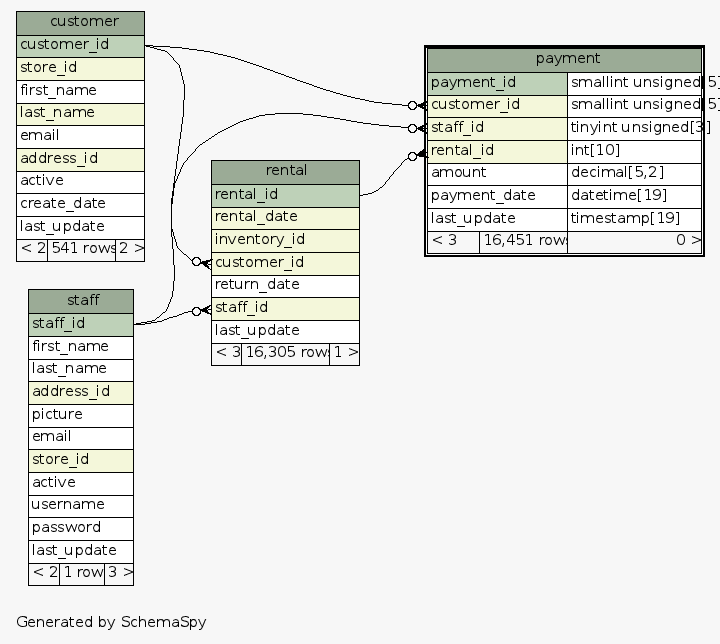 customer
customer_id
store_id
first_name
last_name
email
address_id
active
create_date
last_update
< 2 541 rows 2 >
payment
payment_id smallint unsigned[5]
customer_id smallint unsigned[5]
staff_id tinyint unsigned[3]
rental_id int[10]
amount decimal[5,2]
payment_date datetime[19]
last_update timestamp[19]
< 3 16,451 rows 0 >
rental
rental_id
rental_date
inventory_id
customer_id
return_date
staff_id
last_update
< 3 16,305 rows 1 >
staff
staff_id
first_name
last_name
address_id
picture
email
store_id
active
username
password
last_update
< 2 1 row 3 >
Generated by SchemaSpy